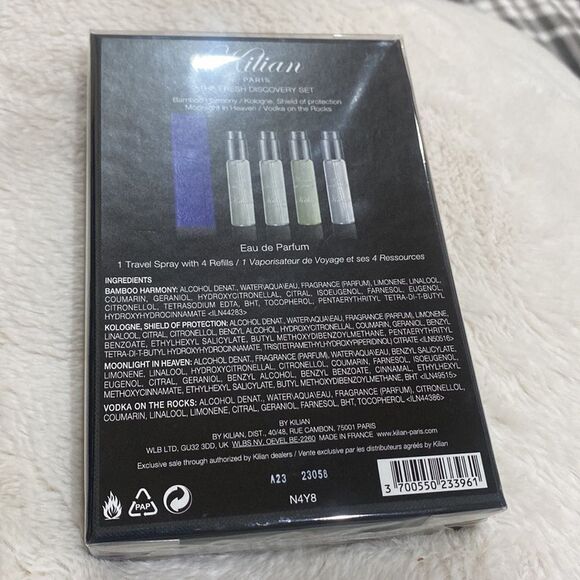 Kilian
PARIS
THE FRESH DISCOVERY SET
Bamboo Harmony / Kologne, Shield of protection
Moonlight in Heaven / Vodka on the Rocks
Eau de Parfum
1 Travel Spray with 4 Refills / 1 Vaporisateur de Voyage et ses 4 Ressources
INGREDIENTS
BAMBOO HARMONY: ALCOHOL DENAT., WATER\AQUA\EAU, FRAGRANCE (PARFUM), LIMONENE, LINALOOL,
COUMARIN, GERANIOL, HYDROXYCITRONELLAL, CITRAL, ISOEUGENOL, FARNESOL, EUGENOL,
CITRONELLOL, TETRASODIUM EDTA, BHT, TOCOPHEROL, PENTAERYTHRITYL TETRA-DI-T-BUTYL
HYDROXYHYDROCINNAMATE <ILN44283>
KOLOGNE, SHIELD OF PROTECTION: ALCOHOL DENAT., WATER\AQUA\EAU, FRAGRANCE (PARFUM), LIMONENE,
LINALOOL, CITRAL, CITRONELLOL, BENZYL ALCOHOL, HYDROXYCITRONELLAL, COUMARIN, GERANIOL, BENZYL
BENZOATE, ETHYLHEXYL SALICYLATE, BUTYL METHOXYDIBENZOYLMETHANE, PENTAERYTHRITYL
TETRA-DI-T-BUTYL HYDROXYHYDROCINNAMATE, TRIS(TETRAMETHYLHYDROXYPIPERIDINOL) CITRATE <ILN50516>
MOONLIGHT IN HEAVEN: ALCOHOL DENAT., FRAGRANCE (PARFUM), WATER\AQUA\EAU, BENZYL SALICYLATE,
LIMONENE, LINALOOL, HYDROXYCITRONELLAL, CITRONELLOL, COUMARIN, FARNESOL, ISOEUGENOL,
EUGENOL, CITRAL, GERANIOL, BENZYL ALCOHOL, BENZYL BENZOATE, CINNAMAL, ETHYLHEXYL
METHOXYCINNAMATE, ETHYLHEXYL SALICYLATE, BUTYL METHOXYDIBENZOYLMETHANE, BHT <ILN49515>
VODKA ON THE ROCKS: ALCOHOL DENAT., WATER\AQUA\EAU, FRAGRANCE (PARFUM), CITRONELLOL,
COUMARIN, LINALOOL, LIMONENE, CITRAL, GERANIOL, FARNESOL, BHT, TOCOPHEROL <ILN44386>
BY KILIAN
BY KILIAN, DIST., 40/48, RUE CAMBON, 75001 PARIS
WLB LTD. GU32 3DD, UK. WLBS NV. OEVEL BE-2260 MADE IN FRANCE www.kilian-paris.com
Exclusive sale through authorized by Kilian dealers / Vente exclusive par les distributeurs agréés by Kilian
A23 23058
N4Y8
PAP
3 700550 233961